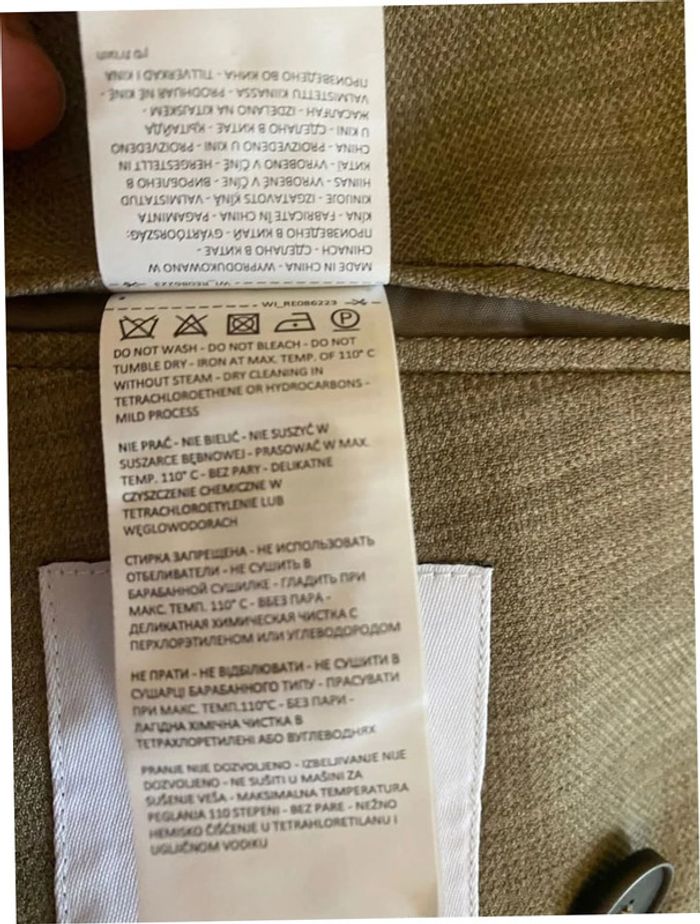 MADE IN CHINA - WYPRODUKOWANO W
CHINACH - СДЕЛАНО В КИТАЕ -
ПРОИЗВЕДЕНО В КИТАЙ - GYÁRTÓORSZÁG:
KÍNA - FABRICATE ÎN CHINA - PAGAMINTA
KINIJOJE - IZGATAVOTS ĶĪNĀ - VALMISTATUD
HIINAS - VYROBENÉ V ČÍNE - ВИРОБЛЕНО В
КИТАЇ - VYROBENO V ČÍNĚ - HERGESTELLT IN
CHINA - PROIZVEDENO U KINI - PROIZVEDENO
U KINI - СДЕЛАНО В КИТАЕ - ҚЫТАЙДА
ЖАСАЛҒАН - IZDELANO NA KITAJSKEM -
VALMISTETTU KIINASSA - PRODHUAR NË KINË -
ПРОИЗВЕДЕНО ВО КИНА - TILLVERKAD I KINA
WI_RE086223
WI_RE086223
DO NOT WASH - DO NOT BLEACH - DO NOT
TUMBLE DRY - IRON AT MAX. TEMP. OF 110° C
WITHOUT STEAM - DRY CLEANING IN
TETRACHLOROETHENE OR HYDROCARBONS -
MILD PROCESS
NIE PRAĆ - NIE BIELIĆ - NIE SUSZYĆ W
SUSZARCE BĘBNOWEJ - PRASOWAĆ W MAX.
TEMP. 110° C - BEZ PARY - DELIKATNE
CZYSZCZENIE CHEMICZNE W
TETRACHLOROETYLENIE LUB
WĘGLOWODORACH
СТИРКА ЗАПРЕЩЕНА - НЕ ИСПОЛЬЗОВАТЬ
ОТБЕЛИВАТЕЛИ - НЕ СУШИТЬ В
БАРАБАННОЙ СУШИЛКЕ - ГЛАДИТЬ ПРИ
МАКС. ТЕМП. 110° C - ВБЕЗ ПАРА -
ДЕЛИКАТНАЯ ХИМИЧЕСКАЯ ЧИСТКА С
ПЕРХЛОРЭТИЛЕНОМ ИЛИ УГЛЕВОДОРОДОМ
НЕ ПРАТИ - НЕ ВІДБІЛЮВАТИ - НЕ СУШИТИ В
СУШАРЦІ БАРАБАННОГО ТИПУ - ПРАСУВАТИ
ПРИ МАКС. ТЕМП.110°C - БЕЗ ПАРИ -
ЛАГІДНА ХІМІЧНА ЧИСТКА В
ТЕТРАХЛОРЕТИЛЕНІ АБО ВУГЛЕВОДНЯХ
PRANJE NIJE DOZVOLJENO - IZBELJIVANJE NIJE
DOZVOLJENO - NE SUŠITI U MAŠINI ZA
SUŠENJE VEŠA - MAKSIMALNA TEMPERATURA
PEGLANJA 110 STEPENI - BEZ PARE - NEŽNO
HEMISKO ČIŠĆENJE U TETRAHLORETILANU I
UGLJIČNOM VODIKU